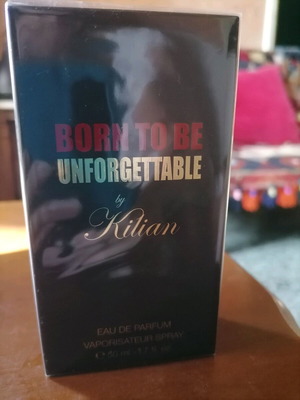 BORN TO BE
UNFORGETTABLE
by
Kilian
EAU DE PARFUM
VAPORISATEUR SPRAY